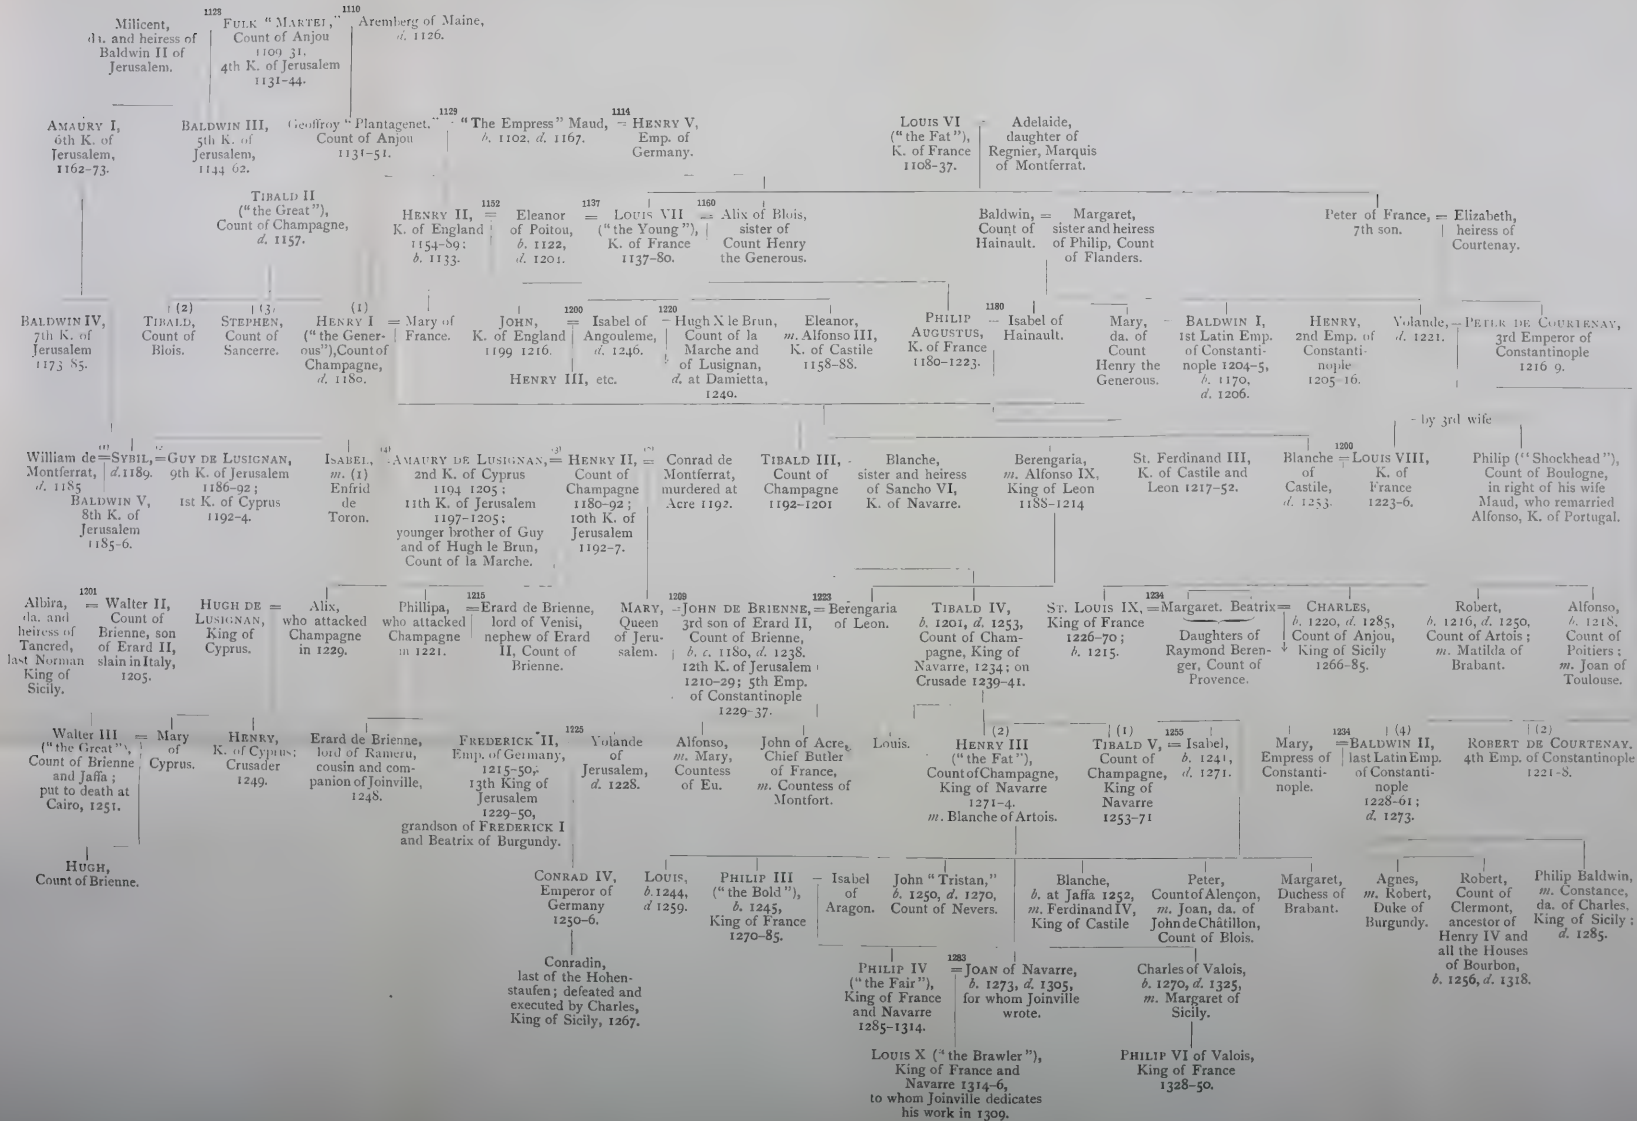 Milicent,
da. and heiress of
Baldwin II of
Jerusalem.
1128
FULK "MARTEL,"
Count of Anjou
1109 31.
4th K. of Jerusalem
1131-44.
1110
Aremberg of Maine,
d. 1126.
AMAURY I,
6th K. of
Jerusalem,
1162-73.
BALDWIN III,
5th K. of
Jerusalem,
1144 62.
Geoffroy "Plantagenet."
Count of Anjou
1131-51.
1129
"The Empress" Maud,
b. 1102, d. 1167.
1114
= HENRY V,
Emp. of
Germany.
LOUIS VI
("the Fat"),
K. of France
1108-37.
=
Adelaide,
daughter of
Regnier, Marquis
of Montferrat.
TIBALD II
("the Great"),
Count of Champagne,
d. 1157.
HENRY II,
K. of England
1154-89;
b. 1133.
1152
=
Eleanor
of Poitou,
b. 1122,
d. 1201.
1137
=
LOUIS VII
("the Young"),
K. of France
1137-80.
1160
=
Alix of Blois,
sister of
Count Henry
the Generous.
Baldwin, =
Count of
Hainault.
Margaret,
sister and heiress
of Philip, Count
of Flanders.
Peter of France, =
7th son.
Elizabeth,
heiress of
Courtenay.
BALDWIN IV,
7th K. of
Jerusalem
1173 85.
(2)
TIBALD,
Count of
Blois.
(3)
STEPHEN,
Count of
Sancerre.
(1)
HENRY I
("the Gener-
ous"), Count of
Champagne,
d. 1180.
= Mary of
France.
JOHN,
K. of England
1199 1216.
1200
=
Isabel of
Angouleme,
d. 1246.
HENRY III, etc.
1220
- Hugh X le Brun,
Count of la
Marche and
of Lusignan,
d. at Damietta,
1240.
Eleanor,
m. Alfonso III,
K. of Castile
1158-88.
PHILIP
AUGUSTUS,
K. of France
1180-1223.
1180
-
Isabel of
Hainault.
Mary,
da. of
Count
Henry the
Generous.
-
BALDWIN I,
1st Latin Emp.
of Constanti-
nople 1204-5,
b. 1170,
d. 1206.
HENRY,
2nd Emp. of
Constanti-
nople
1205-16.
Yolande,
d. 1221.
- PETER DE COURTENAY,
3rd Emperor of
Constantinople
1216 9.
- by 3rd wife
William de
Montferrat,
d. 1185
=SYBIL,=
d. 1189.
BALDWIN V,
8th K. of
Jerusalem
1185-6.
GUY DE LUSIGNAN,
9th K. of Jerusalem
1186-92;
1st K. of Cyprus
1192-4.
ISABEL,
m. (1)
Enfrid
de
Toron.
(4)
AMAURY DE LUSIGNAN,
2nd K. of Cyprus
1194 1205;
11th K. of Jerusalem
1197-1205;
younger brother of Guy
and of Hugh le Brun,
Count of la Marche.
(3)
= HENRY II, =
Count of
Champagne
1180-92;
10th K. of
Jerusalem
1192-7.
Conrad de
Montferrat,
murdered at
Acre 1192.
TIBALD III, -
Count of
Champagne
1192-1201
Blanche,
sister and heiress
of Sancho VI,
K. of Navarre.
Berengaria,
m. Alfonso IX,
King of Leon
1188-1214
St. Ferdinand III,
K. of Castile and
Leon 1217-52.
Blanche
of
Castile,
d. 1253.
1200
= LOUIS VIII,
K. of
France
1223-6.
Philip ("Shockhead"),
Count of Boulogne,
in right of his wife
Maud, who remarried
Alfonso, K. of Portugal.
Albira,
da. and
heiress of
Tancred,
last Norman
King of
Sicily.
1201
=
Walter II,
Count of
Brienne, son
of Erard II,
slain in Italy,
1205.
HUGH DE =
LUSIGNAN,
King of
Cyprus.
Alix,
who attacked
Champagne
in 1229.
Phillipa,
who attacked
Champagne
in 1221.
1215
=
Erard de Brienne,
lord of Venisi,
nephew of Erard
II, Count of
Brienne.
MARY,
Queen
of Jeru-
salem.
1209
=JOHN DE BRIENNE,
3rd son of Erard II,
Count of Brienne,
b. c. 1180, d. 1238.
12th K. of Jerusalem
1210-29; 5th Emp.
of Constantinople
1229-37.
1223
= Berengaria
of Leon.
TIBALD IV,
b. 1201, d. 1253,
Count of Cham-
pagne, King of
Navarre, 1234; on
Crusade 1239-41.
ST. LOUIS IX,
King of France
1226-70;
b. 1215.
1234
=Margaret. Beatrix=
Daughters of
Raymond Beren-
ger, Count of
Provence.
CHARLES,
b. 1220, d. 1285,
Count of Anjou,
King of Sicily
1266-85.
Robert,
b. 1216, d. 1250,
Count of Artois;
m. Matilda of
Brabant.
Alfonso,
b. 1218,
Count of
Poitiers;
m. Joan of
Toulouse.
Walter III
("the Great"),
Count of Brienne
and Jaffa;
put to death at
Cairo, 1251.
=
Mary
of
Cyprus.
HENRY,
K. of Cyprus;
Crusader
1249.
Erard de Brienne,
lord of Rameru,
cousin and com-
panion of Joinville,
1248.
FREDERICK II,
Emp. of Germany,
1215-50,
13th King of
Jerusalem
1229-50,
grandson of FREDERICK I
and Beatrix of Burgundy.
1225
Yolande
of
Jerusalem,
d. 1228.
Alfonso,
m. Mary,
Countess
of Eu.
John of Acre,
Chief Butler
of France,
m. Countess of
Montfort.
Louis.
(2)
HENRY III
("the Fat"),
Count of Champagne,
King of Navarre
1271-4.
m. Blanche of Artois.
(1)
TIBALD V,
Count of
Champagne,
King of
Navarre
1253-71
1255
=
Isabel,
b. 1241,
d. 1271.
Mary,
Empress of
Constanti-
nople.
1234
(4)
=BALDWIN II,
last Latin Emp.
of Constanti-
nople
1228-61;
d. 1273.
(2)
ROBERT DE COURTENAY.
4th Emp. of Constantinople
1221-8.
HUGH,
Count of Brienne.
CONRAD IV,
Emperor of
Germany
1250-6.
LOUIS,
b. 1244,
d 1259.
PHILIP III
("the Bold"),
b. 1245,
King of France
1270-85.
-
Isabel
of
Aragon.
John "Tristan,"
b. 1250, d. 1270,
Count of Nevers.
Blanche,
b. at Jaffa 1252,
m. Ferdinand IV,
King of Castile
Peter,
Count of Alençon,
m. Joan, da. of
John de Châtillon,
Count of Blois.
Margaret,
Duchess of
Brabant.
Agnes,
m. Robert,
Duke of
Burgundy.
Robert,
Count of
Clermont,
ancestor of
Henry IV and
all the Houses
of Bourbon,
b. 1256, d. 1318.
Philip Baldwin,
m. Constance,
da. of Charles,
King of Sicily;
d. 1285.
Conradin,
last of the Hohen-
staufen; defeated and
executed by Charles,
King of Sicily, 1267.
PHILIP IV
("the Fair"),
King of France
and Navarre
1285-1314.
1283
=JOAN of Navarre,
b. 1273, d. 1305,
for whom Joinville
wrote.
Charles of Valois,
b. 1270, d. 1325,
m. Margaret of
Sicily.
LOUIS X ("the Brawler"),
King of France and
Navarre 1314-6,
to whom Joinville dedicates
his work in 1309.
PHILIP VI of Valois,
King of France
1328-50.